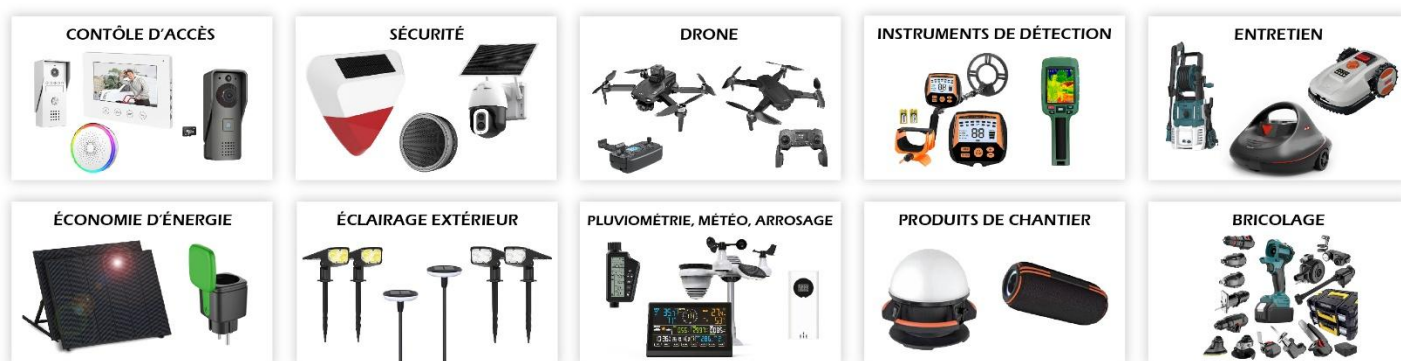 CONTÔLE D'ACCÈS
SÉCURITÉ
DRONE
INSTRUMENTS DE DÉTECTION
ENTRETIEN
ÉCONOMIE D'ÉNERGIE
ÉCLAIRAGE EXTÉRIEUR
PLUVIOMÉTRIE, MÉTÉO, ARROSAGE
PRODUITS DE CHANTIER
BRICOLAGE